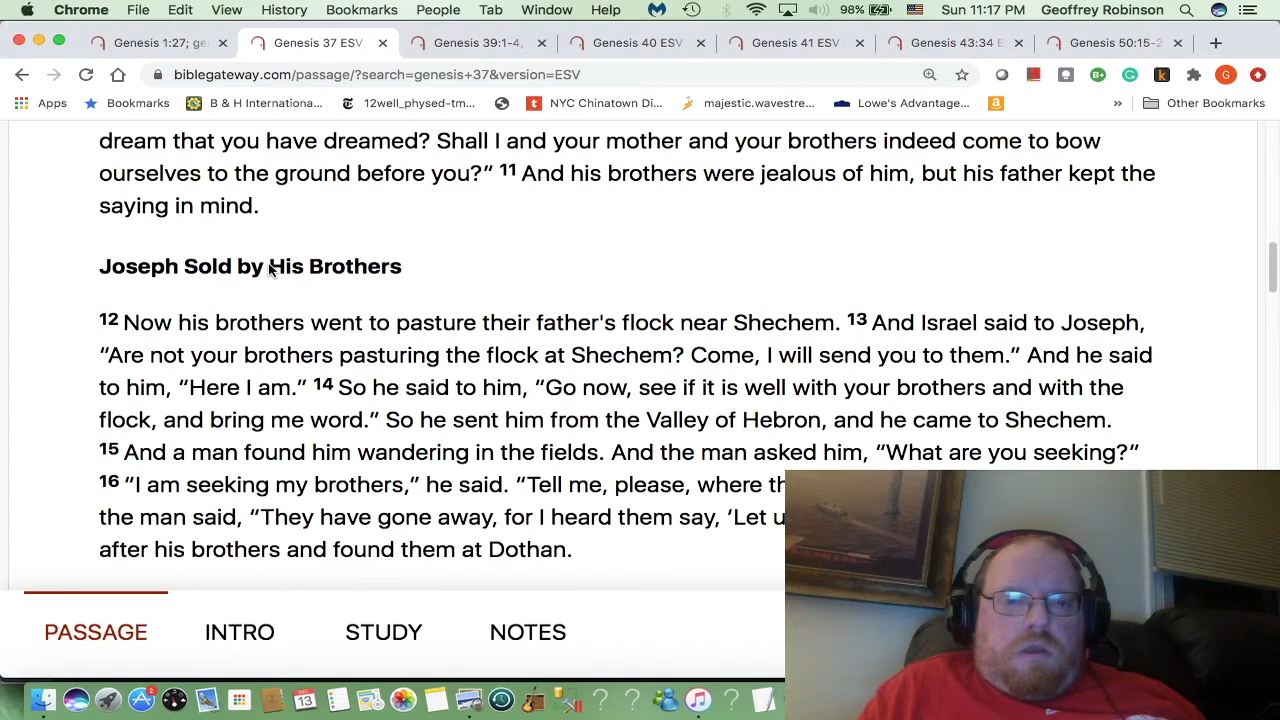 Chrome File Edit View History Bookmarks People Tab Window Help 98% Sun 11:17 PM Geoffrey Robinson
Genesis 1:27; ge Genesis 37 ESV Genesis 39:1-4, Genesis 40 ESV Genesis 41 ESV Genesis 43:34 E Genesis 50:15-2
biblegateway.com/passage/?search=genesis+37&version=ESV
Apps Bookmarks B & H Internationa... 12well_physed-tm... NYC Chinatown Di... majestic.wavestre... Lowe's Advantage... » Other Bookmarks
dream that you have dreamed? Shall I and your mother and your brothers indeed come to bow
ourselves to the ground before you?” 11 And his brothers were jealous of him, but his father kept the
saying in mind.
Joseph Sold by His Brothers
12 Now his brothers went to pasture their father's flock near Shechem. 13 And Israel said to Joseph,
“Are not your brothers pasturing the flock at Shechem? Come, I will send you to them.” And he said
to him, “Here I am.” 14 So he said to him, “Go now, see if it is well with your brothers and with the
flock, and bring me word.” So he sent him from the Valley of Hebron, and he came to Shechem.
15 And a man found him wandering in the fields. And the man asked him, “What are you seeking?”
16 “I am seeking my brothers,” he said. “Tell me, please, where th
the man said, “They have gone away, for I heard them say, ‘Let u
after his brothers and found them at Dothan.
PASSAGE INTRO STUDY NOTES